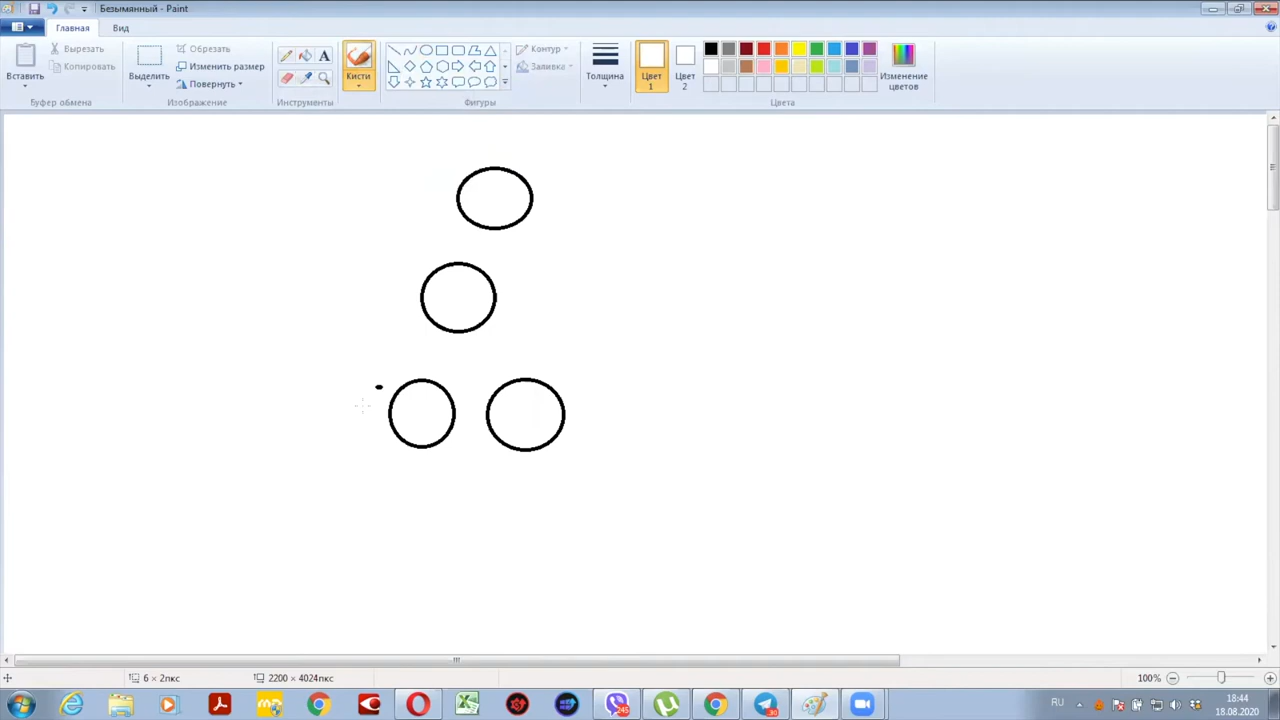 Безымянный - Paint
Главная Вид
Вставить
Вырезать
Копировать
Буфер обмена
Выделить
Обрезать
Изменить размер
Повернуть
Изображение
A
Инструменты
Кисти
Контур
Заливка
Фигуры
Толщина
Цвет 1
Цвет 2
Изменение цветов
Цвета
6 × 2пкс
2200 × 4024пкс
100%
RU
18:44
18.08.2020